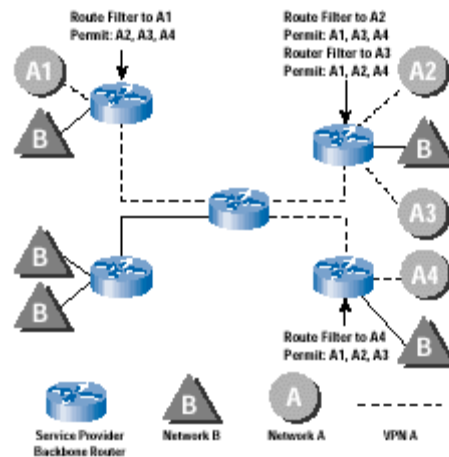 Route Filter to A1
Permit: A2, A3, A4
Route Filter to A2
Permit: A1, A3, A4
Router Filter to A3
Permit: A1, A2, A4
A1
A2
B
B
A3
B
A4
B
B
Route Filter to A4
Permit: A1, A2, A3
B
A
Service Provider
Backbone Router
Network B
Network A
VPN A